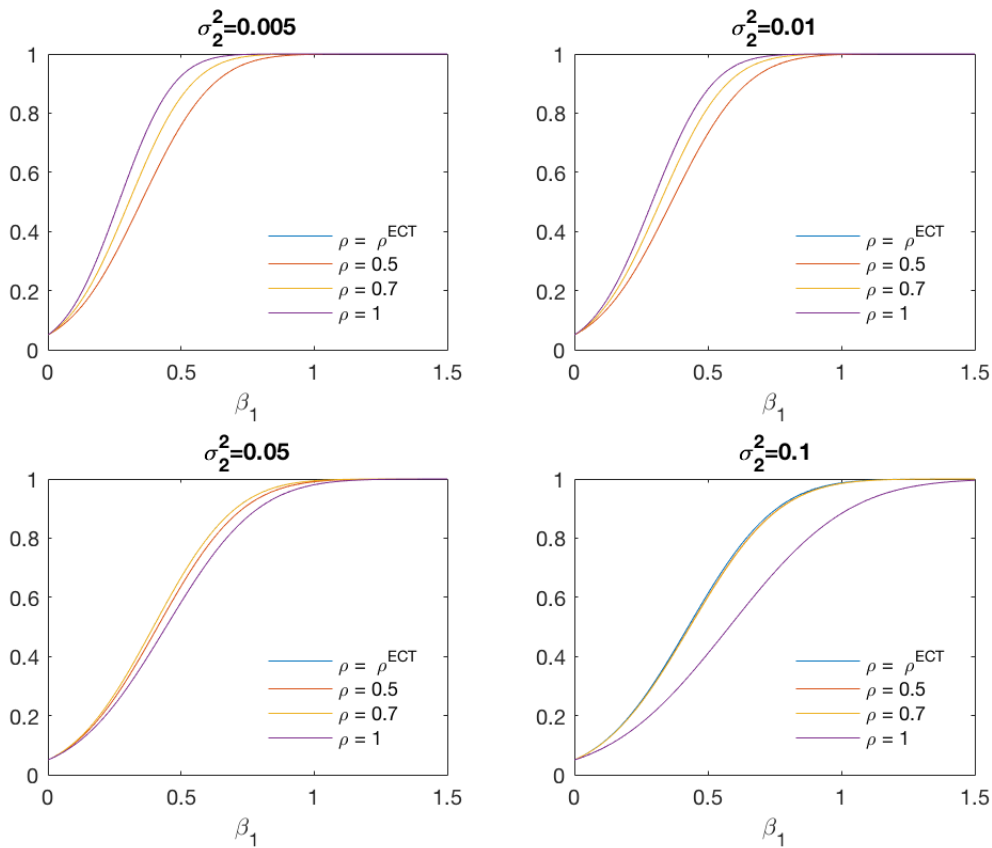 σ₂²=0.005
1
0.8
0.6
0.4
0.2
0
ρ = ρ^ECT
ρ = 0.5
ρ = 0.7
ρ = 1
0 0.5 1 1.5
β₁
σ₂²=0.01
1
0.8
0.6
0.4
0.2
0
ρ = ρ^ECT
ρ = 0.5
ρ = 0.7
ρ = 1
0 0.5 1 1.5
β₁
σ₂²=0.05
1
0.8
0.6
0.4
0.2
0
ρ = ρ^ECT
ρ = 0.5
ρ = 0.7
ρ = 1
0 0.5 1 1.5
β₁
σ₂²=0.1
1
0.8
0.6
0.4
0.2
0
ρ = ρ^ECT
ρ = 0.5
ρ = 0.7
ρ = 1
0 0.5 1 1.5
β₁